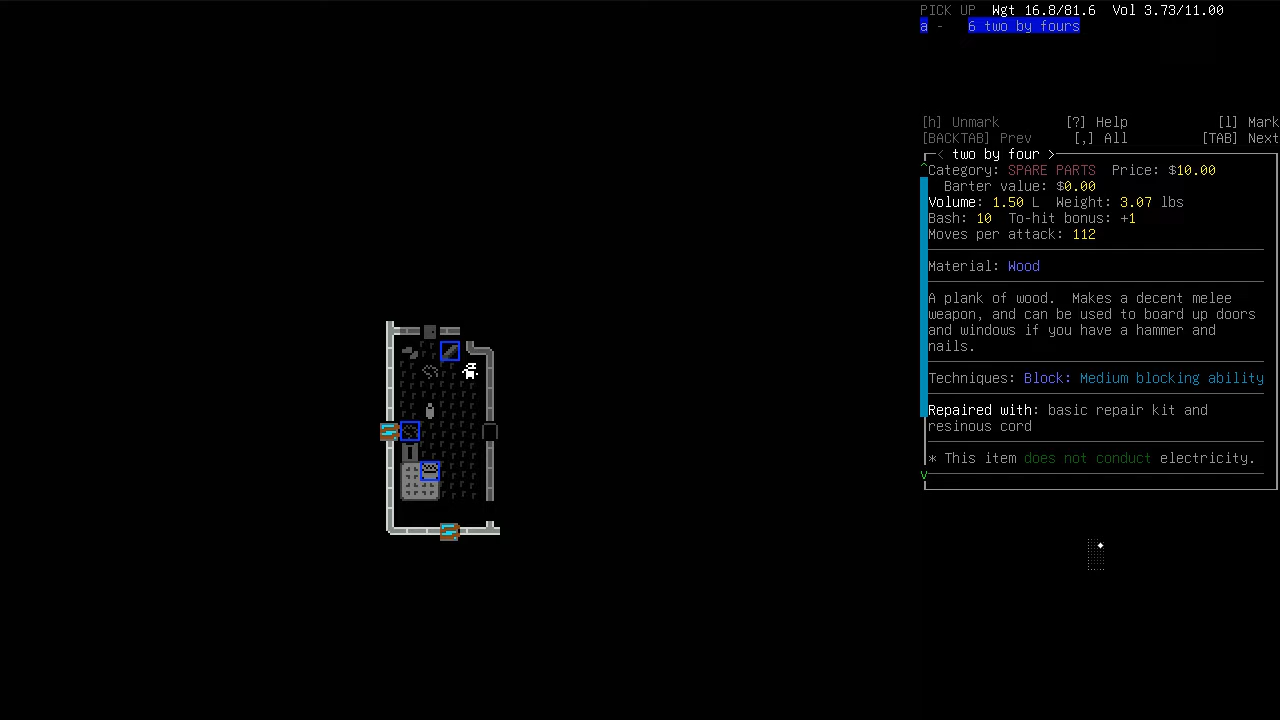 PICK UP  Wgt 16.8/81.6  Vol 3.73/11.00
a -   6 two by fours
[h] Unmark     [?] Help     [l] Mark
[BACKTAB] Prev    [,] All     [TAB] Next
< two by four >
Category: SPARE PARTS  Price: $10.00
Barter value: $0.00
Volume: 1.50 L  Weight: 3.07 lbs
Bash: 10  To-hit bonus: +1
Moves per attack: 112
Material: Wood
A plank of wood.  Makes a decent melee
weapon, and can be used to board up doors
and windows if you have a hammer and
nails.
Techniques: Block: Medium blocking ability
Repaired with: basic repair kit and
resinous cord
* This item does not conduct electricity.